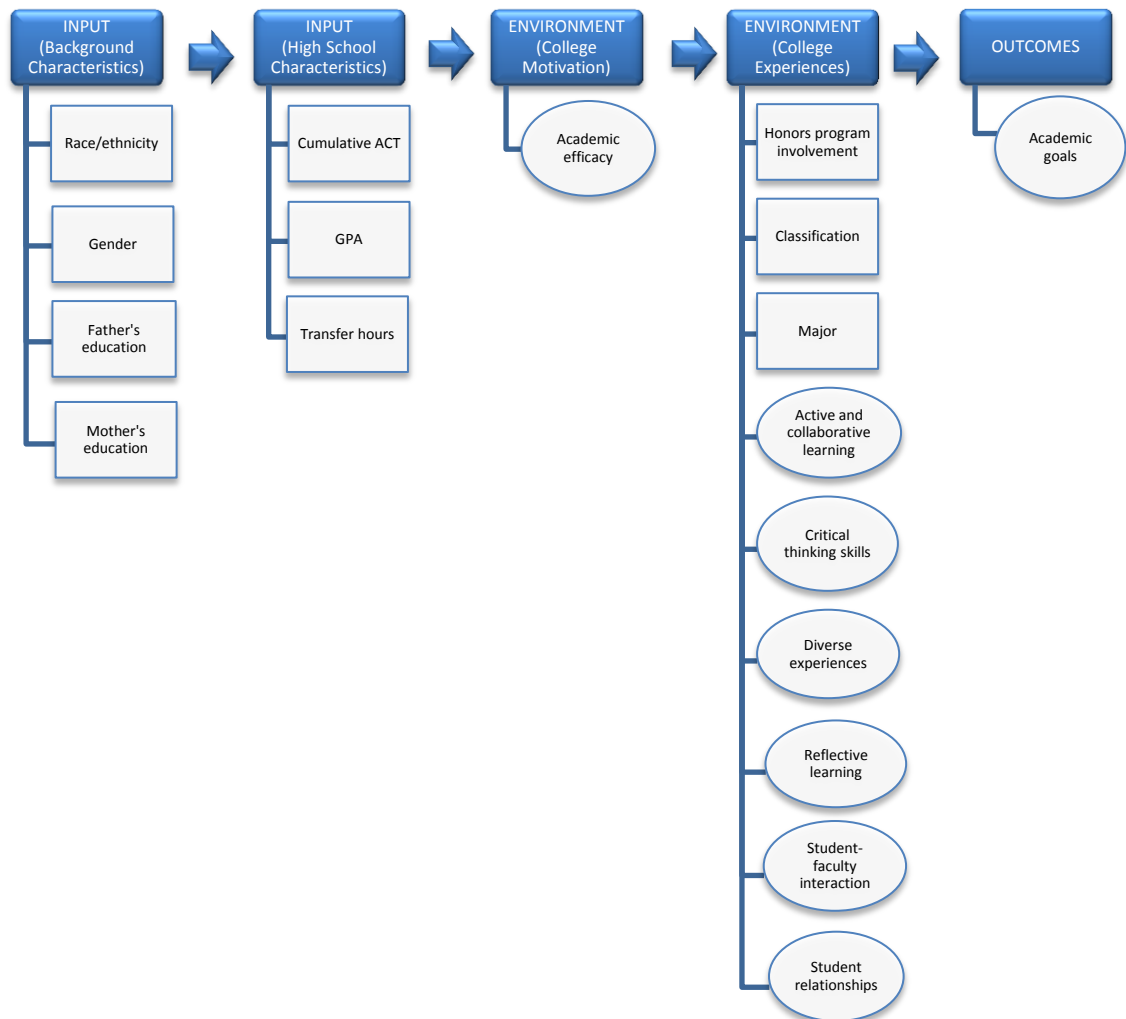 INPUT
(Background
Characteristics)
Race/ethnicity
Gender
Father's
education
Mother's
education
INPUT
(High School
Characteristics)
Cumulative ACT
GPA
Transfer hours
ENVIRONMENT
(College
Motivation)
Academic
efficacy
ENVIRONMENT
(College
Experiences)
Honors program
involvement
Classification
Major
Active and
collaborative
learning
Critical
thinking skills
Diverse
experiences
Reflective
learning
Student-
faculty
interaction
Student
relationships
OUTCOMES
Academic
goals